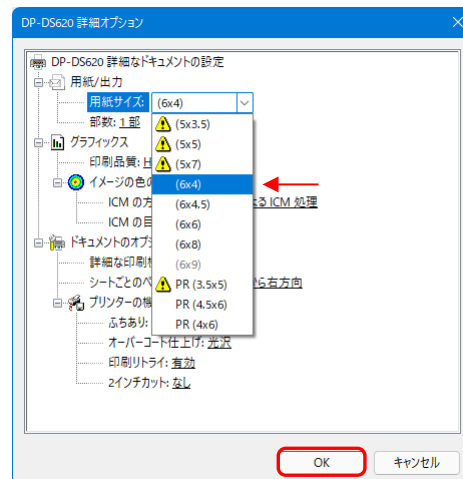 DP-DS620 詳細オプション
DP-DS620 詳細なドキュメントの設定
用紙/出力
用紙サイズ: (6x4)
部数: 1 部
(5x3.5)
グラフィックス
(5x5)
印刷品質: H
(5x7)
イメージの色の
(6x4)
ICM の方
(6x4.5)
る ICM 処理
ICM の目
(6x6)
ドキュメントのオプ
(6x8)
詳細な印刷
(6x9)
シートごとのペ
PR (3.5x5)
ら右方向
プリンターの機
PR (4.5x6)
ふちあり:
PR (4x6)
オーバーコート仕上げ: 光沢
印刷リトライ: 有効
2インチカット: なし
OK
キャンセル